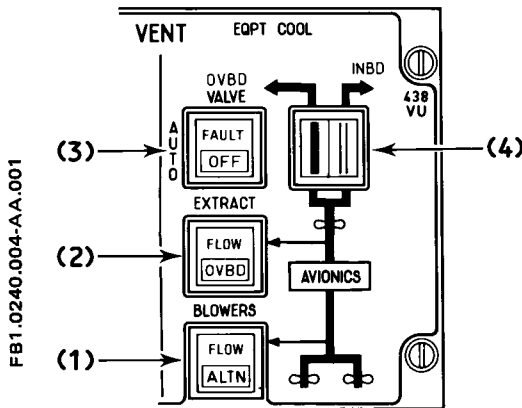 VENT EQPT COOL
OVBD VALVE
INBD
438 VU
AUTO
FAULT
OFF
(3)
(4)
EXTRACT
FLOW
OVBD
(2)
AVIONICS
BLOWERS
FLOW
ALTN
(1)
FB1.0240.004-AA.001